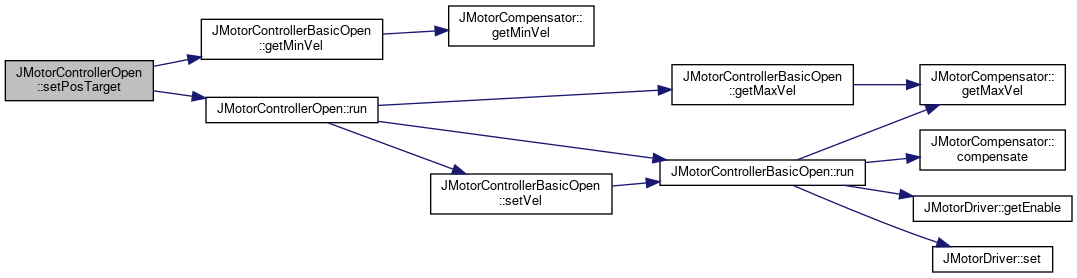 JMotorControllerOpen
::setPosTarget
JMotorControllerBasicOpen
::getMinVel
JMotorCompensator::
getMinVel
JMotorControllerOpen::run
JMotorControllerBasicOpen
::getMaxVel
JMotorCompensator::
getMaxVel
JMotorControllerBasicOpen
::setVel
JMotorControllerBasicOpen::run
JMotorCompensator::
compensate
JMotorDriver::getEnable
JMotorDriver::set